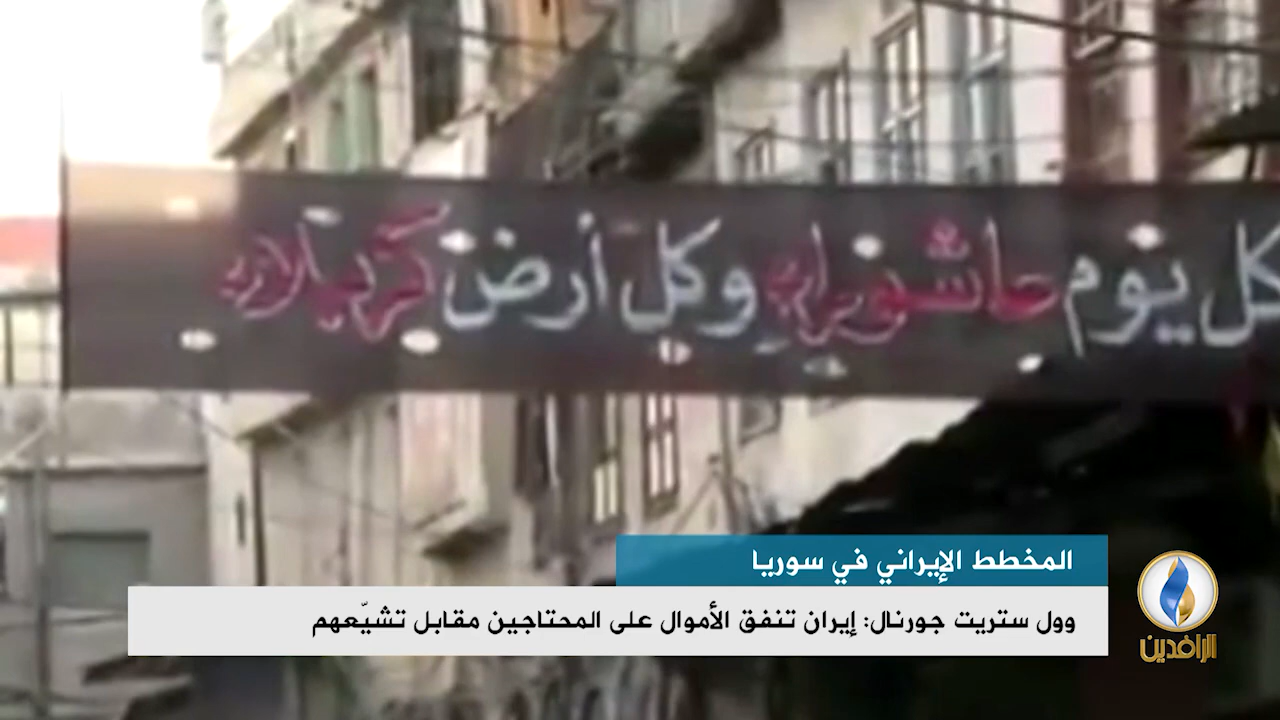 كل يوم عاشوراء وكل أرض كربلاء
المخطط الإيراني في سوريا
وول ستريت جورنال: إيران تنفق الأموال على المحتاجين مقابل تشيّعهم
الرافدين